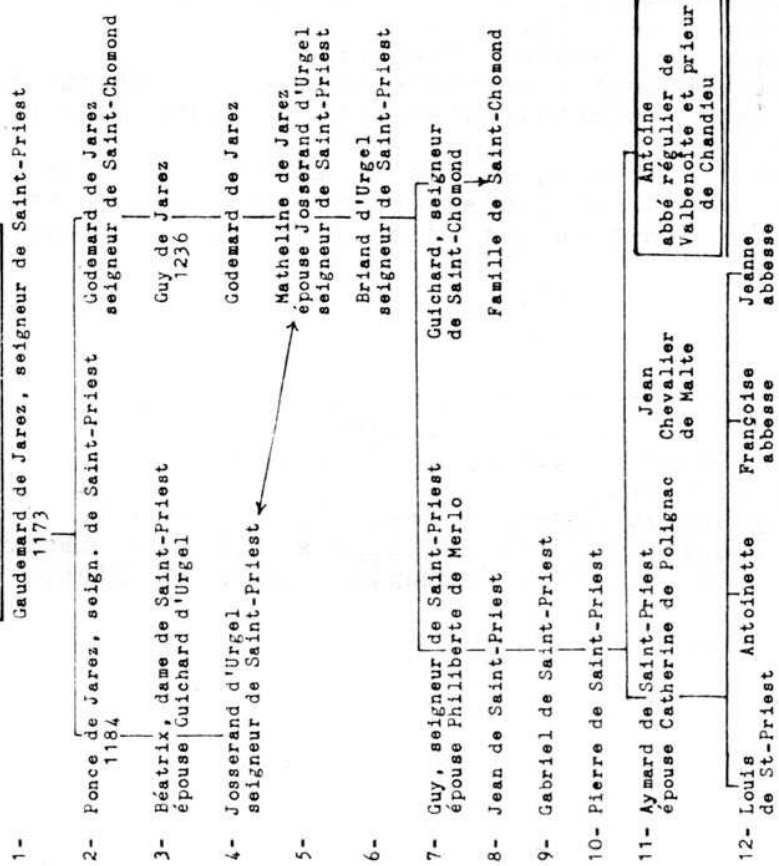 1- Gaudemard de Jarez, seigneur de Saint-Priest
1173
2- Ponce de Jarez, seign. de Saint-Priest
1184
Godemard de Jarez
seigneur de Saint-Chomond
3- Béatrix, dame de Saint-Priest
épouse Guichard d'Urgel
Guy de Jarez
1236
4- Josserand d'Urgel
seigneur de Saint-Priest
Godemard de Jarez
5- Matheline de Jarez
épouse Josserand d'Urgel
seigneur de Saint-Priest
6- Briand d'Urgel
seigneur de Saint-Priest
7- Guy, seigneur de Saint-Priest
épouse Philiberte de Merlo
Guichard, seigneur
de Saint-Chomond
8- Jean de Saint-Priest
Famille de Saint-Chomond
9- Gabriel de Saint-Priest
10- Pierre de Saint-Priest
11- Aymard de Saint-Priest
épouse Catherine de Polignac
Jean
Chevalier
de Malte
Antoine
abbé régulier de
Valbenoîte et prieur
de Chandieu
12- Louis
de St-Priest
Antoinette
Françoise
abbesse
Jeanne
abbesse